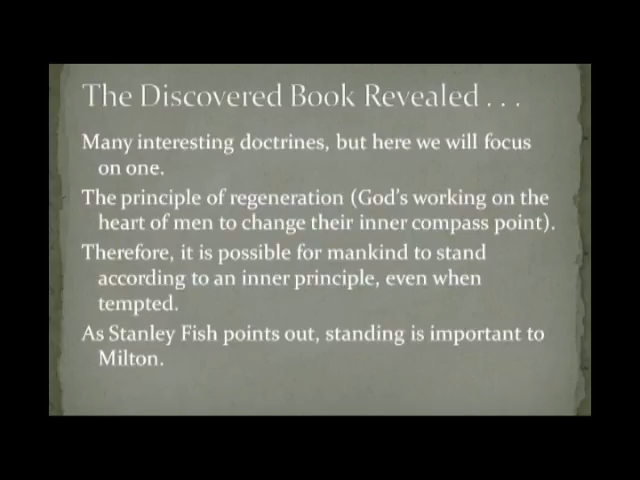 The Discovered Book Revealed . . .
Many interesting doctrines, but here we will focus
on one.
The principle of regeneration (God's working on the
heart of men to change their inner compass point).
Therefore, it is possible for mankind to stand
according to an inner principle, even when
tempted.
As Stanley Fish points out, standing is important to
Milton.